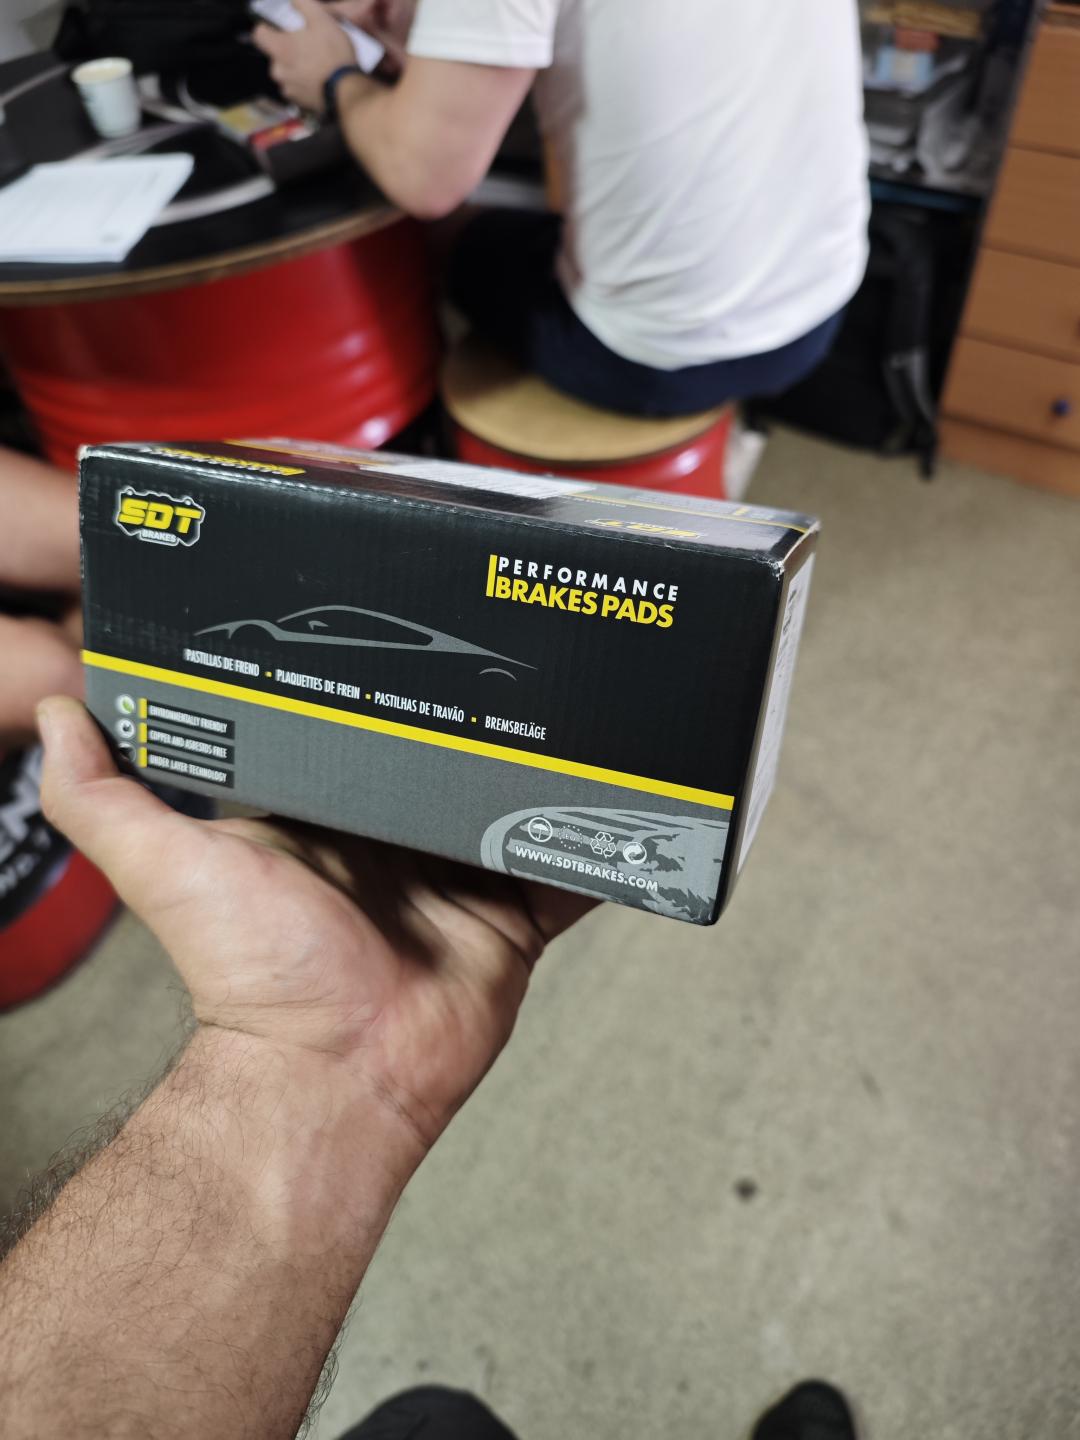 SDT
BRAKES
PERFORMANCE
BRAKES PADS
PASTILLAS DE FRENO ▪ PLAQUETTES DE FREIN ▪ PASTILHAS DE TRAVÃO ▪ BREMSBELÄGE
ENVIRONMENTALLY FRIENDLY
COPPER AND ASBESTOS FREE
UNDER LAYER TECHNOLOGY
WWW.SDTBRAKES.COM